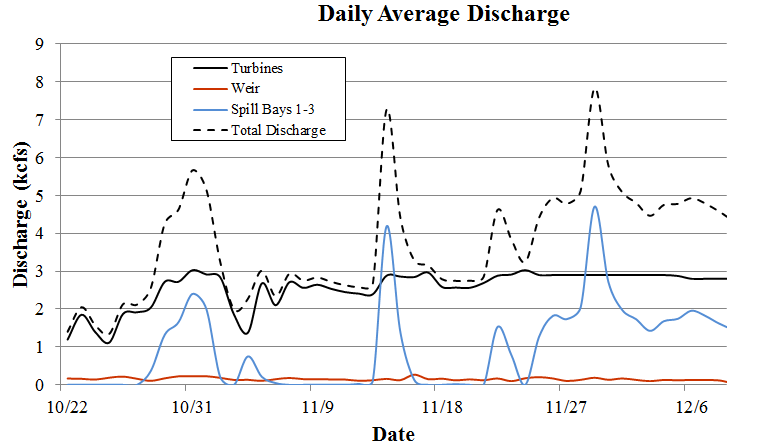 Daily Average Discharge
9
8
7
6
5
4
3
2
1
0
Discharge (kcfs)
Turbines
Weir
Spill Bays 1-3
Total Discharge
10/22 10/31 11/9 11/18 11/27 12/6
Date